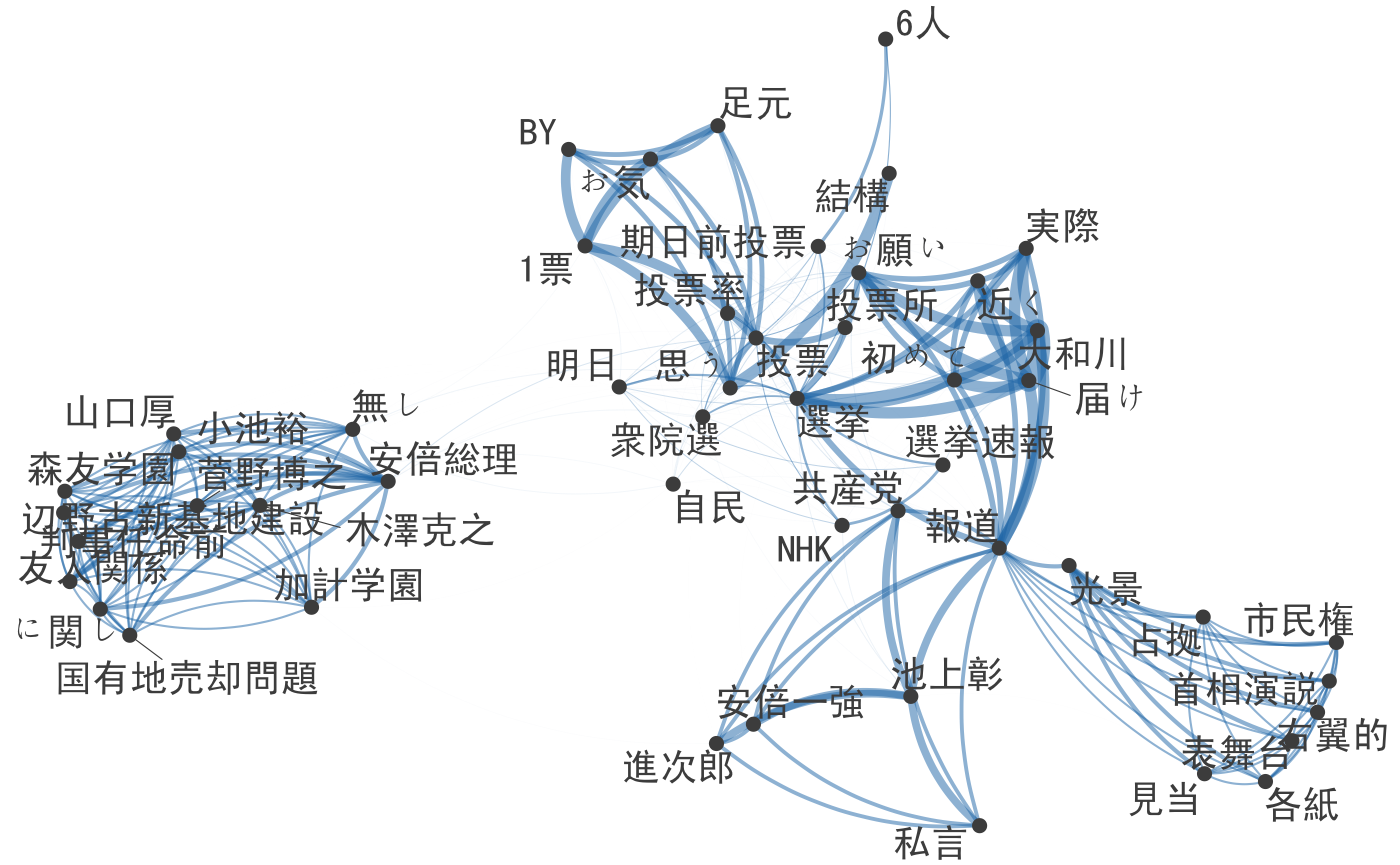 6人
足元
BY
お気
結構
実際
期日前投票
お願い
1票
投票率
投票所
近く
明日
思う
投票
初めて
大和川
届け
無し
山口厚
小池裕
衆院選
選挙
選挙速報
安倍総理
森友学園
菅野博之
共産党
自民
辺野古新基地建設
木澤克之
報道
判事任命前
NHK
友人関係
加計学園
光景
に関し
占拠
市民権
国有地売却問題
池上彰
首相演説
安倍一強
右翼的
表舞台
進次郎
見当
各紙
私言